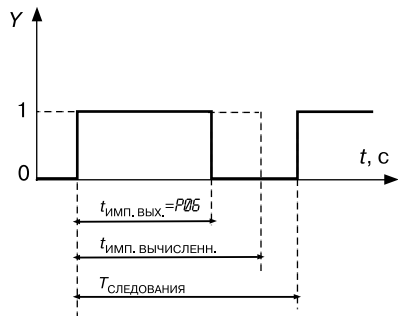 Y
1
0
t, с
tИМП. ВЫХ.=P06
tИМП. ВЫЧИСЛЕНН.
TСЛЕДОВАНИЯ